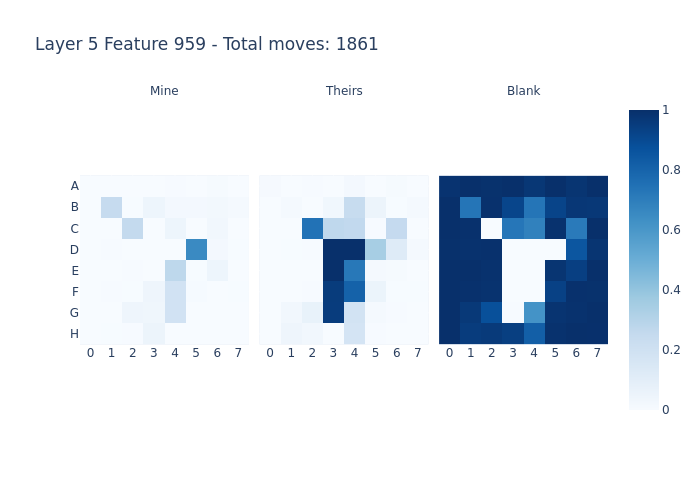 Layer 5 Feature 959 - Total moves: 1861
Mine Theirs Blank
1
A
B
C
D
E
F
G
H
0.8
0.6
0.4
0.2
0
0 1 2 3 4 5 6 7 0 1 2 3 4 5 6 7 0 1 2 3 4 5 6 7